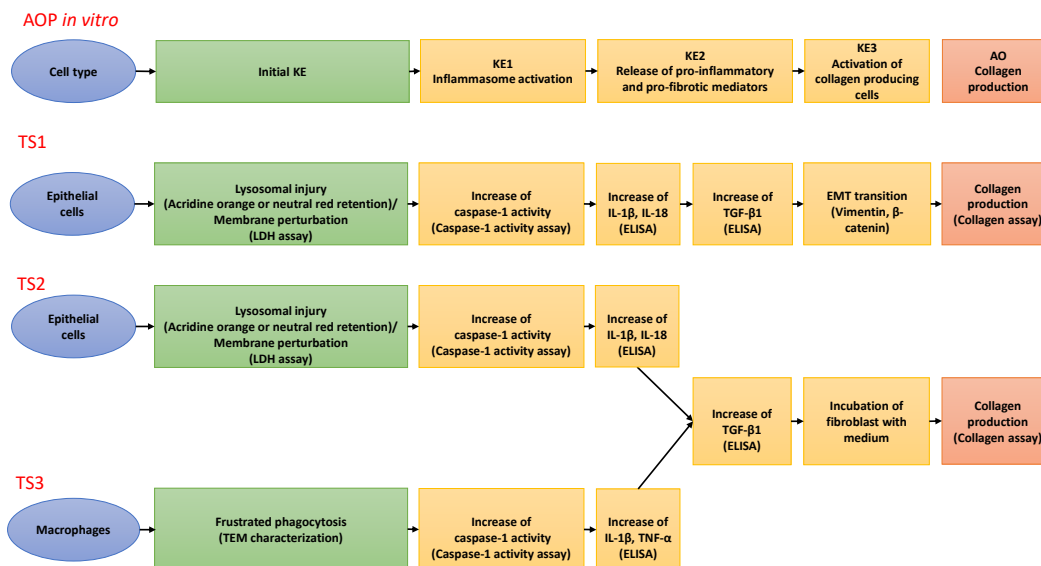 AOP in vitro
Cell type
Initial KE
KE1
Inflammasome activation
KE2
Release of pro-inflammatory
and pro-fibrotic mediators
KE3
Activation of
collagen producing
cells
AO
Collagen
production
TS1
Epithelial
cells
Lysosomal injury
(Acridine orange or neutral red retention)/
Membrane perturbation
(LDH assay)
Increase of
caspase-1 activity
(Caspase-1 activity assay)
Increase of
IL-1β, IL-18
(ELISA)
Increase of
TGF-β1
(ELISA)
EMT transition
(Vimentin, β-
catenin)
Collagen
production
(Collagen assay)
TS2
Epithelial
cells
Lysosomal injury
(Acridine orange or neutral red retention)/
Membrane perturbation
(LDH assay)
Increase of
caspase-1 activity
(Caspase-1 activity assay)
Increase of
IL-1β, IL-18
(ELISA)
Increase of
TGF-β1
(ELISA)
Incubation of
fibroblast with
medium
Collagen
production
(Collagen assay)
TS3
Macrophages
Frustrated phagocytosis
(TEM characterization)
Increase of
caspase-1 activity
(Caspase-1 activity assay)
Increase of
IL-1β, TNF-α
(ELISA)